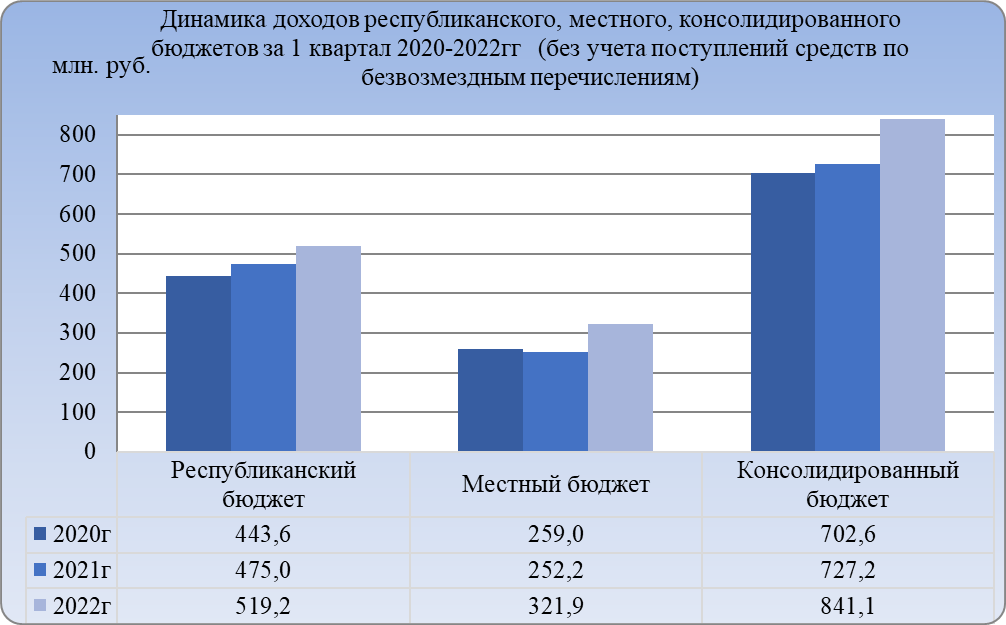 Динамика доходов республиканского, местного, консолидированного
бюджетов за 1 квартал 2020-2022гг (без учета поступлений средств по
безвозмездным перечислениям)
млн. руб.
800
700
600
500
400
300
200
100
0
Республиканский
бюджет
Местный бюджет
Консолидированный
бюджет
2020г 443,6 259,0 702,6
2021г 475,0 252,2 727,2
2022г 519,2 321,9 841,1